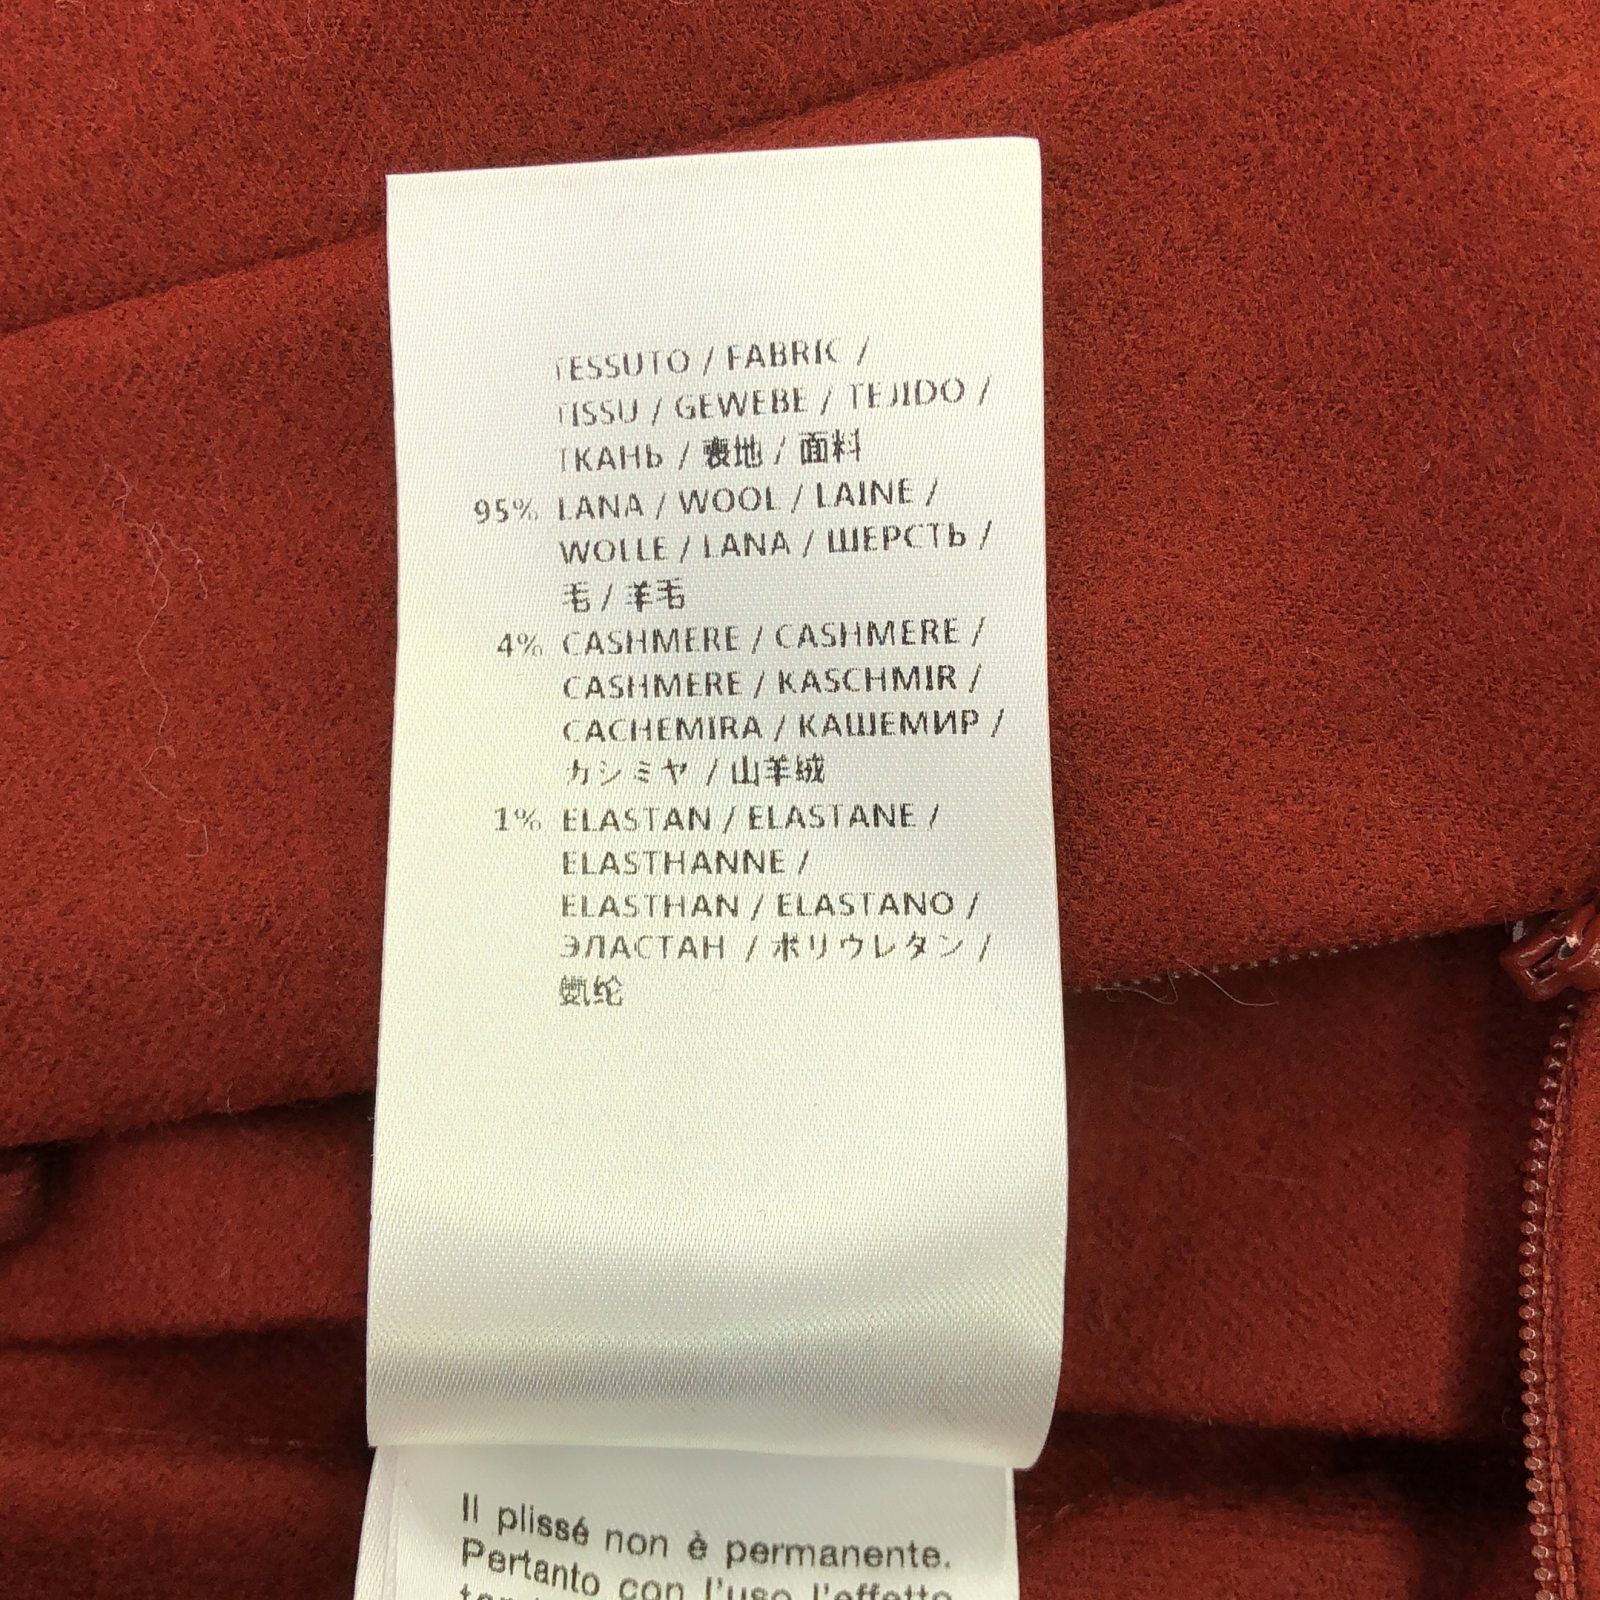 TESSUTO / FABRIC /
TISSU / GEWEBE / TEJIDO /
ТКАНЬ / 表地 / 面料
95% LANA / WOOL / LAINE /
WOLLE / LANA / ШЕРСТЬ /
毛 / 羊毛
4% CASHMERE / CASHMERE /
CASHMERE / KASCHMIR /
CACHEMIRA / КАШЕМИР /
カシミヤ / 山羊绒
1% ELASTAN / ELASTANE /
ELASTHANNE /
ELASTHAN / ELASTANO /
ЭЛАСТАН / ポリウレタン /
氨纶
Il plissé non è permanente.
Pertanto con l'uso l'effetto